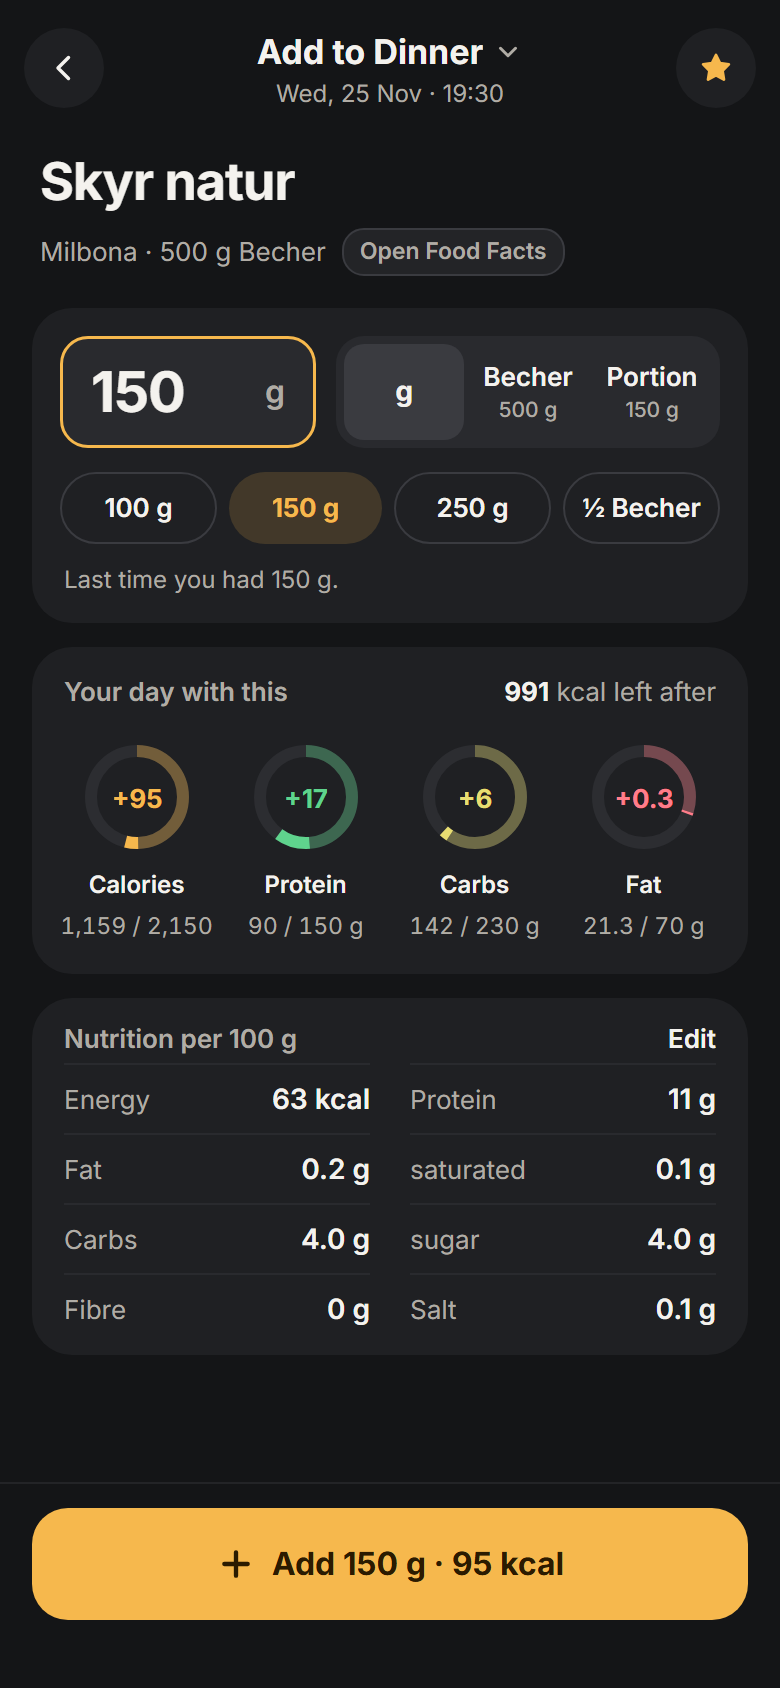 Add to Dinner
Wed, 25 Nov · 19:30
Skyr natur
Milbona · 500 g Becher
Open Food Facts
150 g
g
Becher
500 g
Portion
150 g
100 g
150 g
250 g
½ Becher
Last time you had 150 g.
Your day with this
991 kcal left after
+95
+17
+6
+0.3
Calories
Protein
Carbs
Fat
1,159 / 2,150
90 / 150 g
142 / 230 g
21.3 / 70 g
Nutrition per 100 g
Edit
Energy 63 kcal
Protein 11 g
Fat 0.2 g
saturated 0.1 g
Carbs 4.0 g
sugar 4.0 g
Fibre 0 g
Salt 0.1 g
+ Add 150 g · 95 kcal